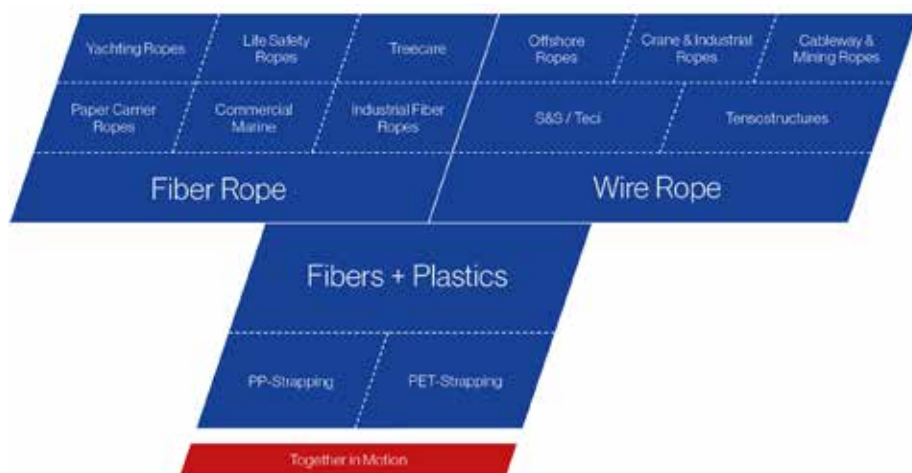 Yachting Ropes
Life Safety
Ropes
Treecare
Offshore
Ropes
Crane & Industrial
Ropes
Cableway &
Mining Ropes
Paper Carrier
Ropes
Commercial
Marine
Industrial Fiber
Ropes
S&S / Teci
Tensostructures
Fiber Rope
Wire Rope
Fibers + Plastics
PP-Strapping
PET-Strapping
Together in Motion